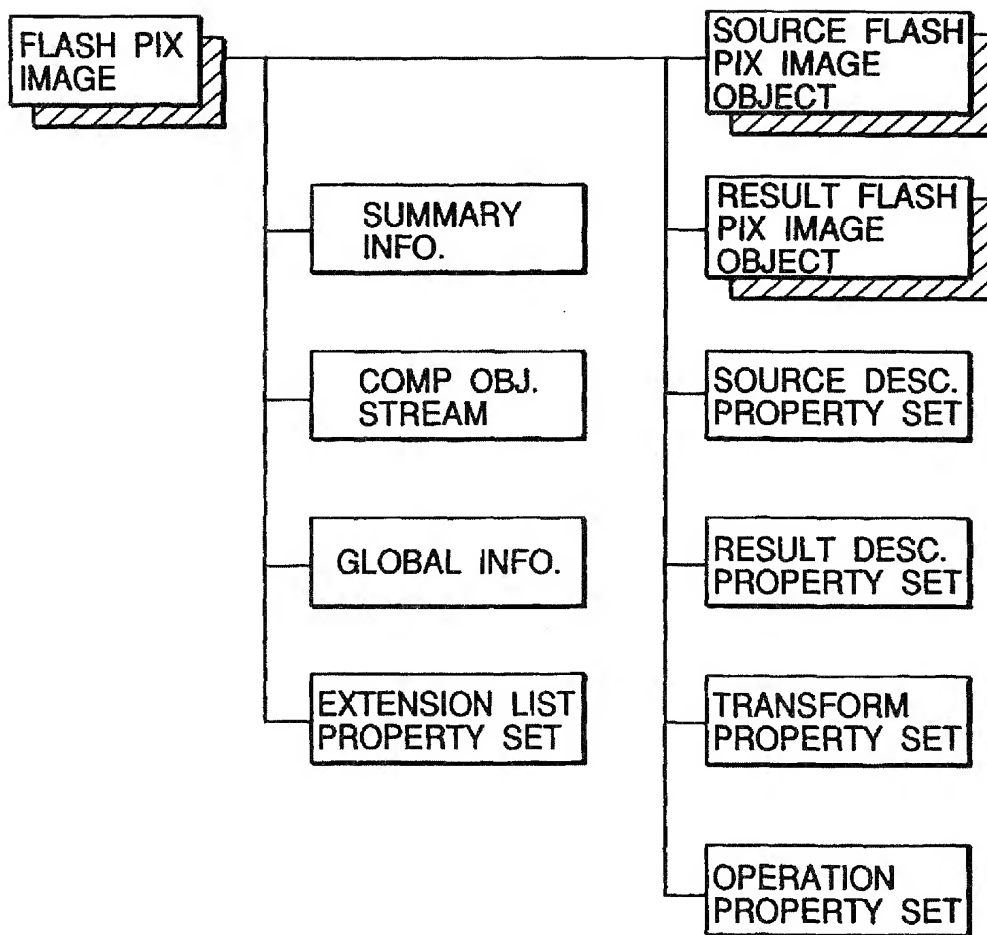 FLASH PIX
IMAGE
SUMMARY
INFO.
COMP OBJ.
STREAM
GLOBAL INFO.
EXTENSION LIST
PROPERTY SET
SOURCE FLASH
PIX IMAGE
OBJECT
RESULT FLASH
PIX IMAGE
OBJECT
SOURCE DESC.
PROPERTY SET
RESULT DESC.
PROPERTY SET
TRANSFORM
PROPERTY SET
OPERATION
PROPERTY SET